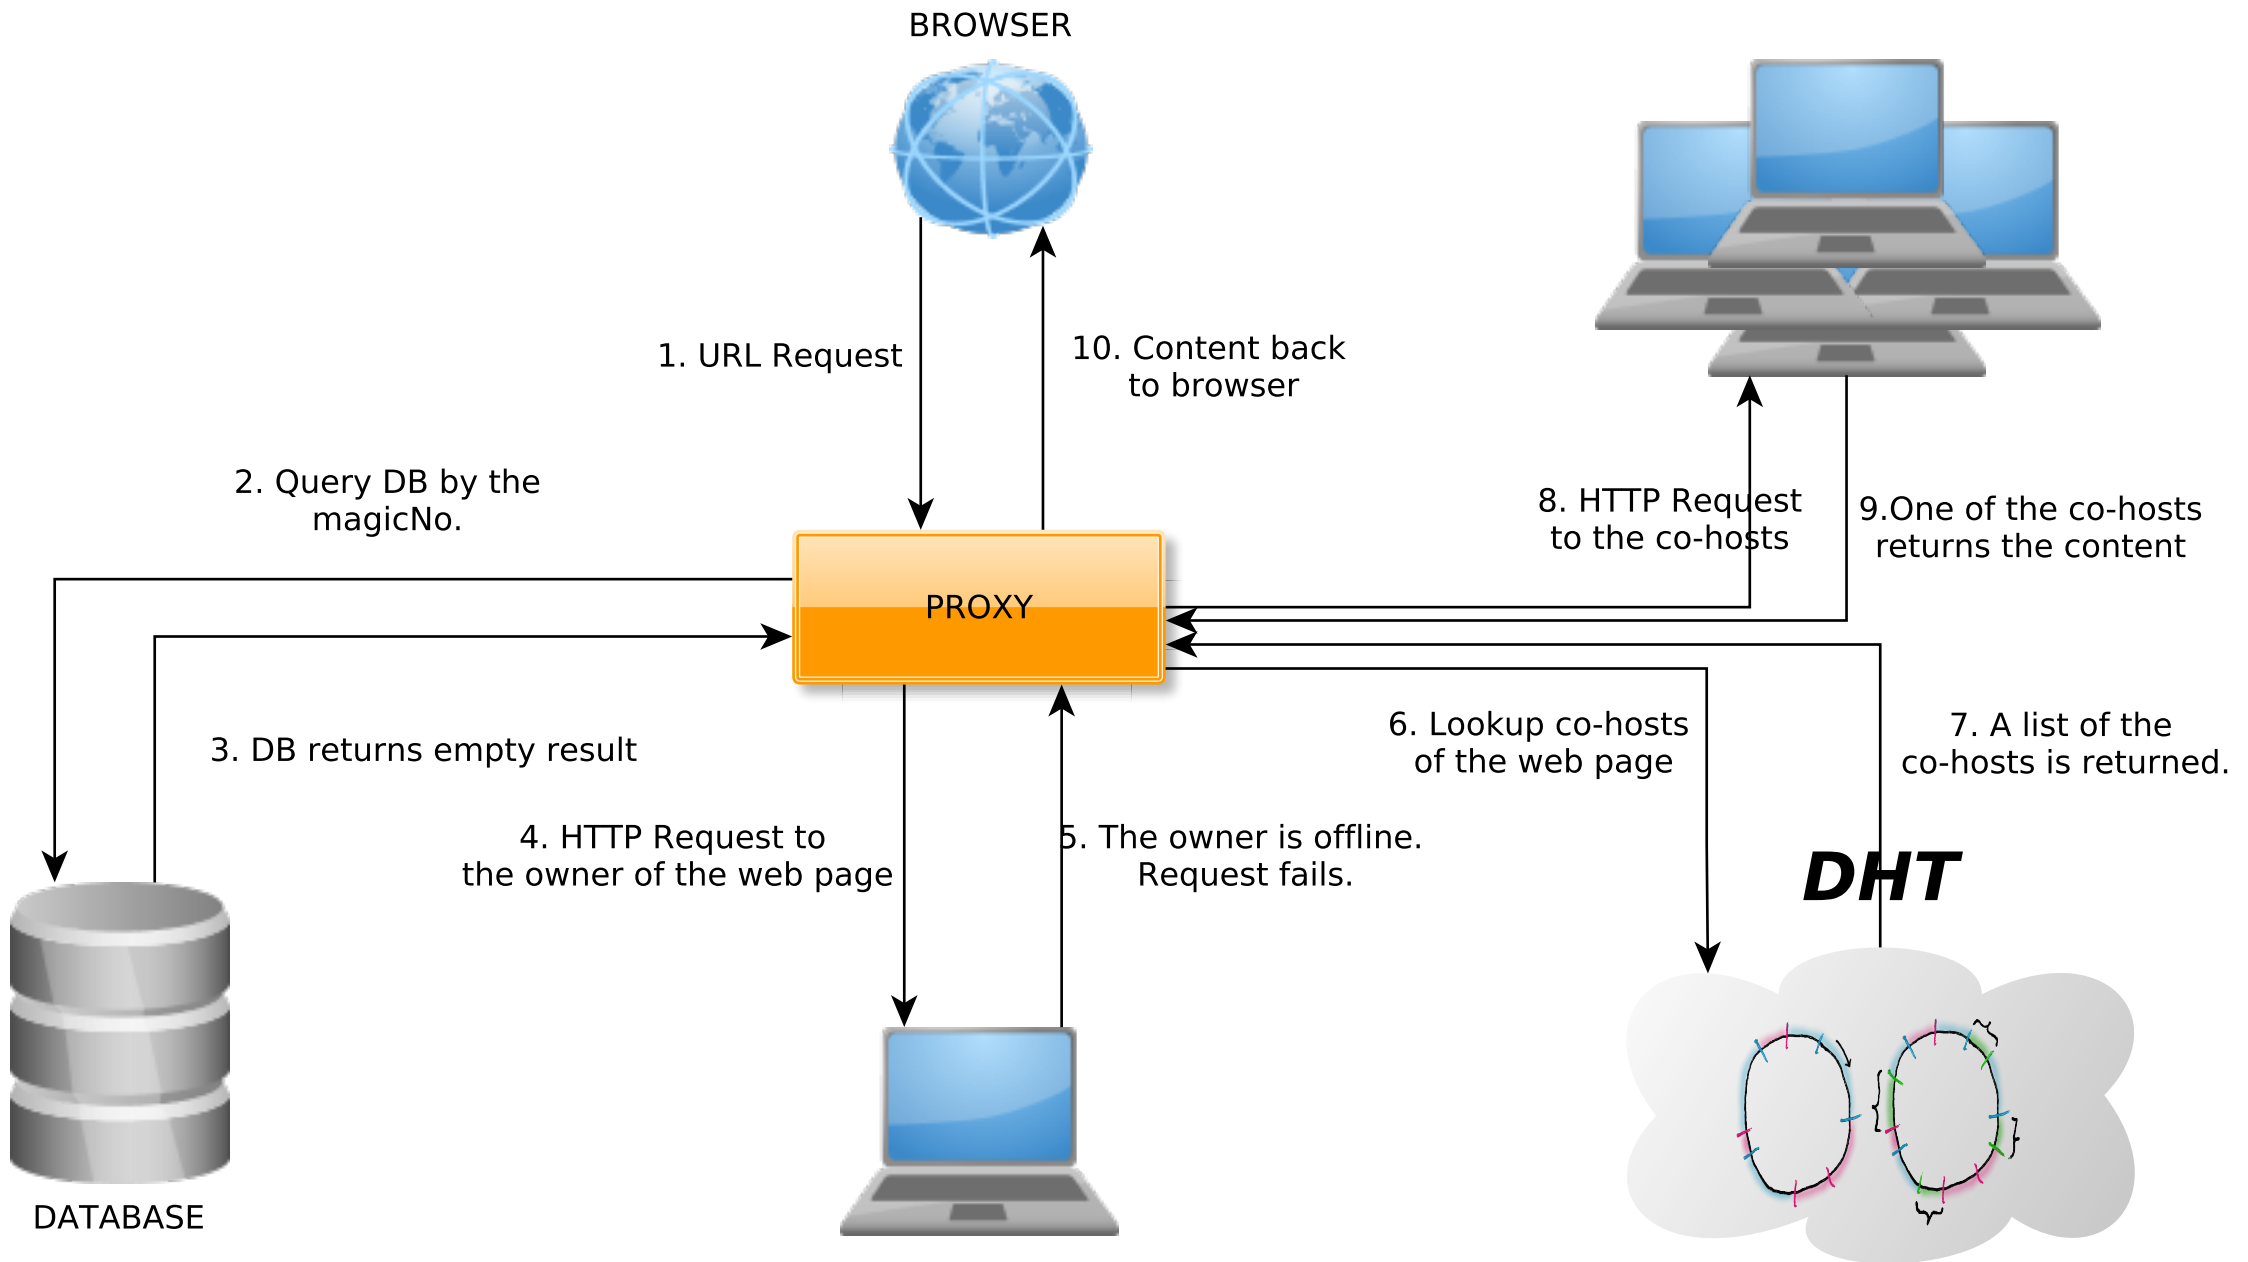 BROWSER
1. URL Request
10. Content back
to browser
2. Query DB by the
magicNo.
8. HTTP Request
to the co-hosts
9.One of the co-hosts
returns the content
PROXY
3. DB returns empty result
6. Lookup co-hosts
of the web page
7. A list of the
co-hosts is returned.
4. HTTP Request to
the owner of the web page
5. The owner is offline.
Request fails.
DHT
DATABASE